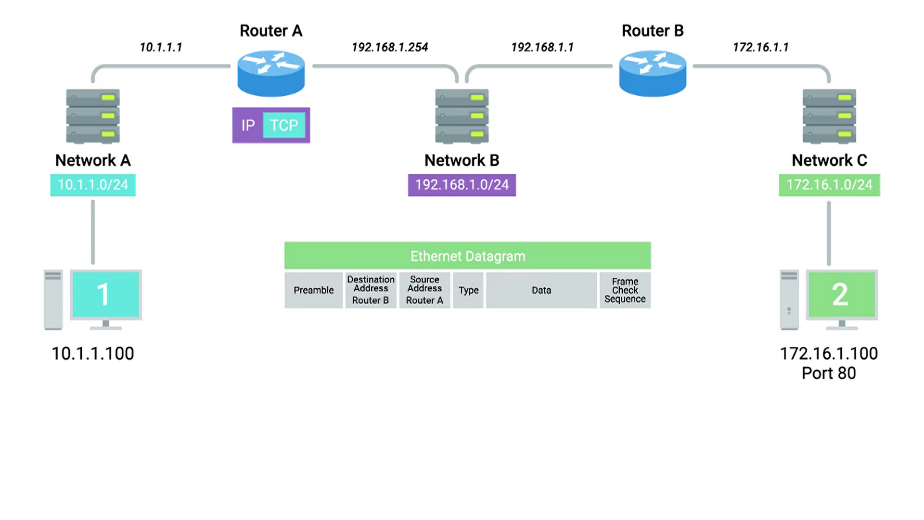 Router A
Router B
10.1.1.1
192.168.1.254
192.168.1.1
172.16.1.1
IP TCP
Network A
Network B
Network C
10.1.1.0/24
192.168.1.0/24
172.16.1.0/24
Ethernet Datagram
Preamble
Destination
Address
Router B
Source
Address
Router A
Type
Data
Frame
Check
Sequence
1
2
10.1.1.100
172.16.1.100
Port 80